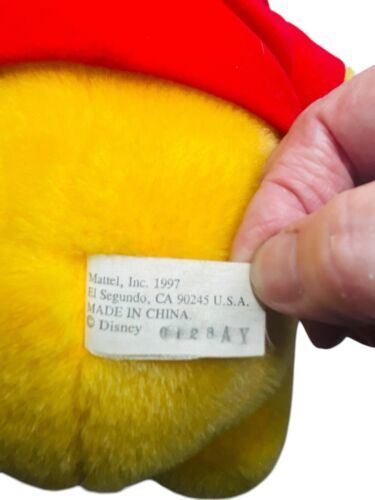 Mattel, Inc. 1997
El Segundo, CA 90245 U.S.A.
MADE IN CHINA.
© Disney 0128AY